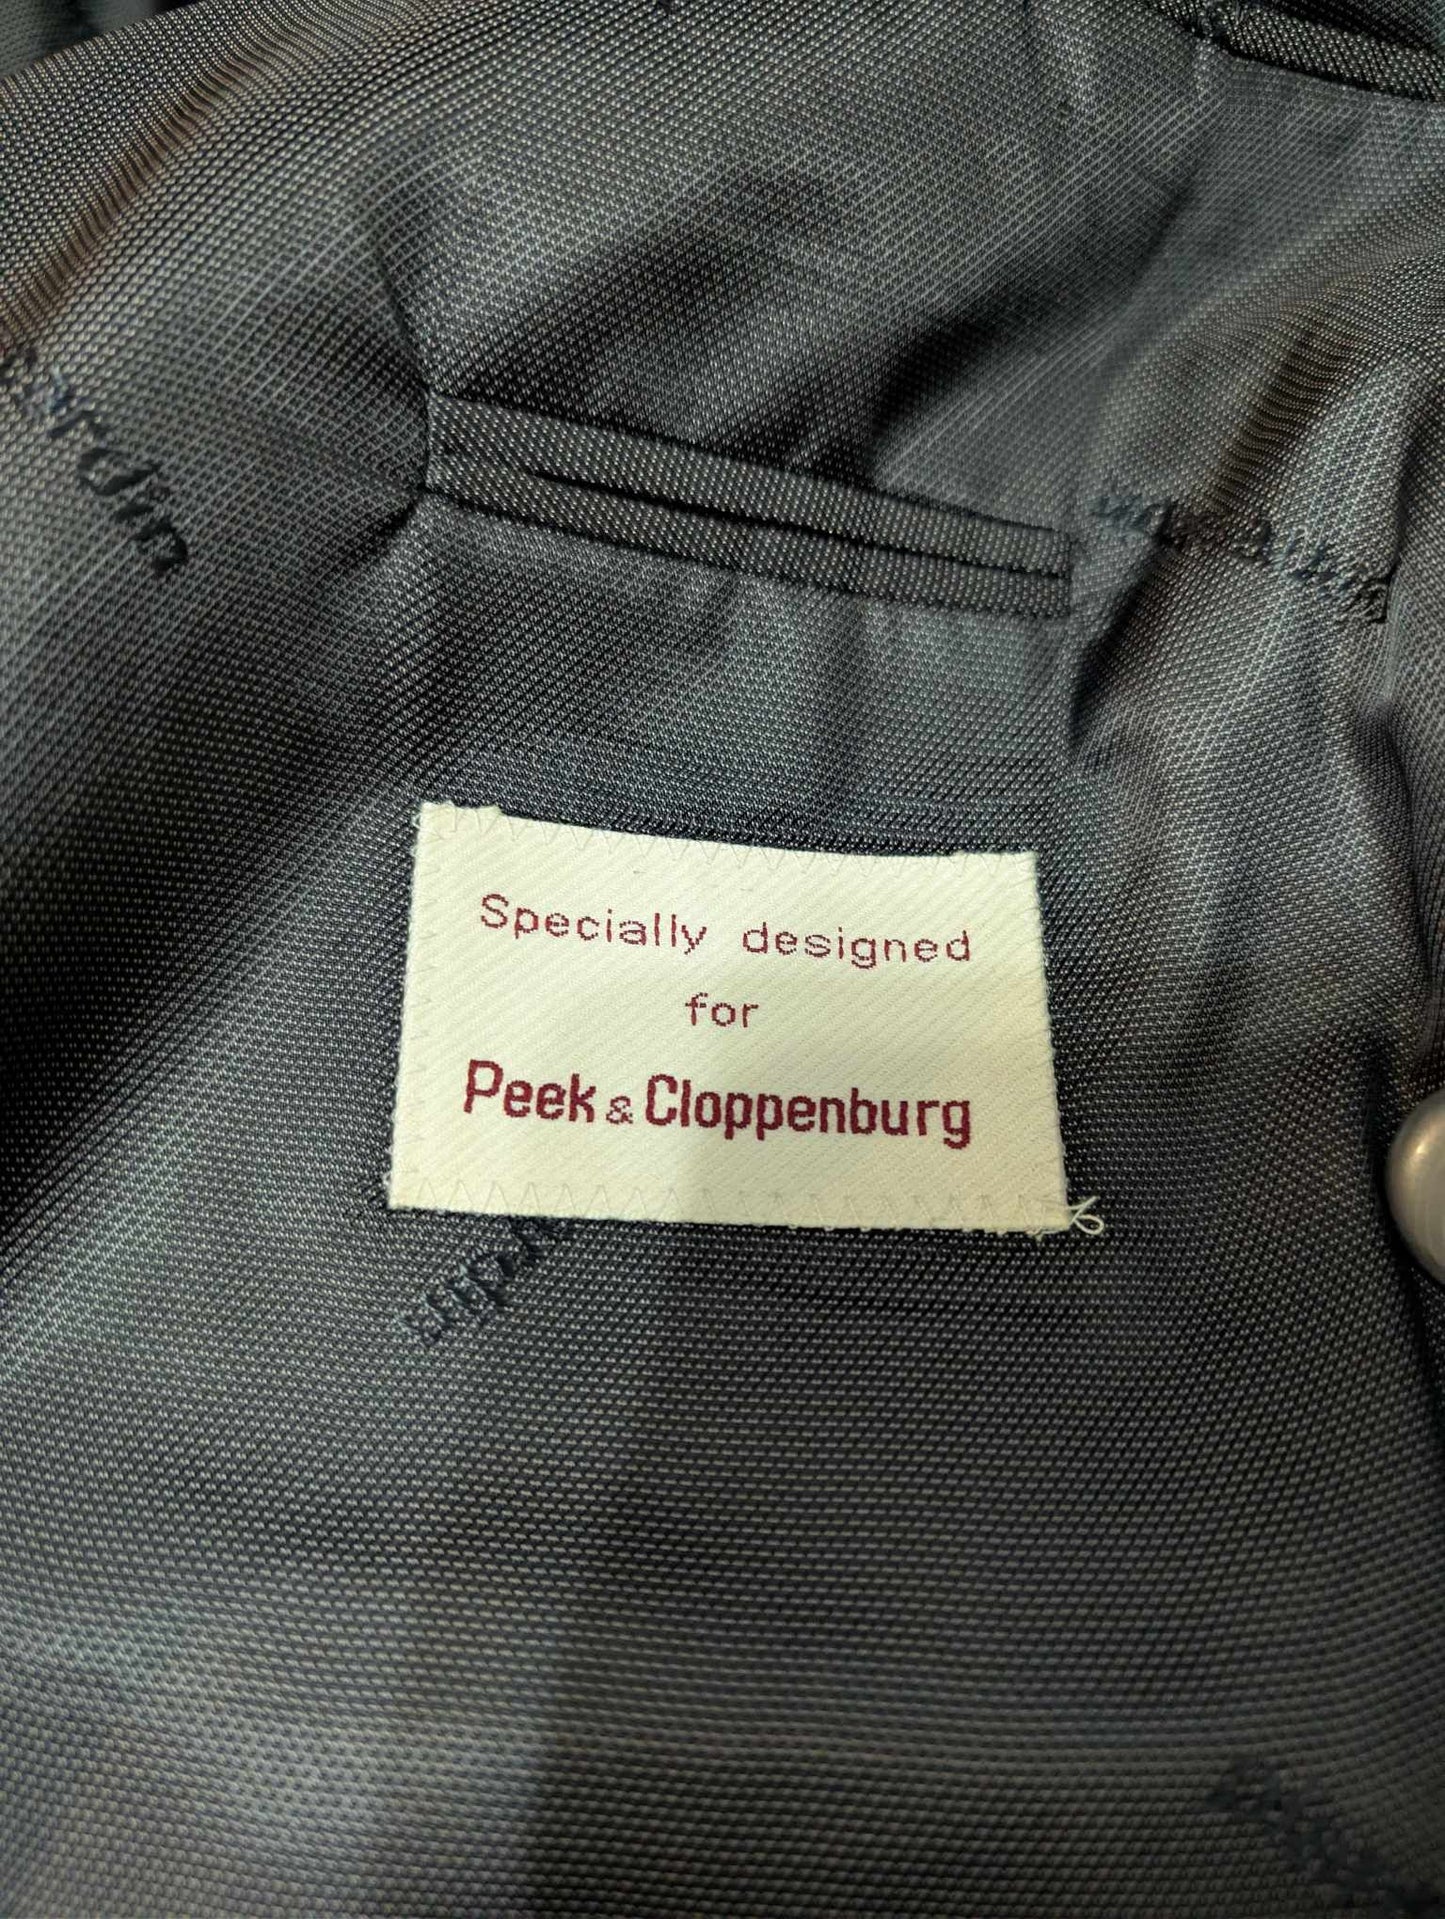 Specially designed
for
Peek & Cloppenburg